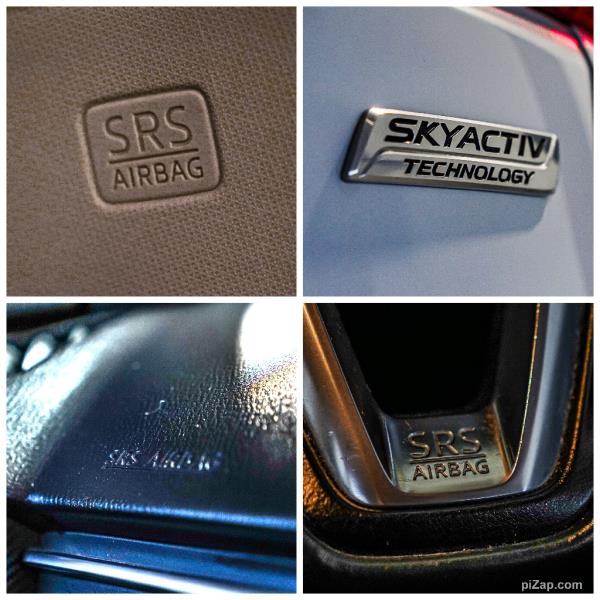 SRS
AIRBAG
SKYACTIV
TECHNOLOGY
SRS AIRBAG
SRS
AIRBAG
piZap.com